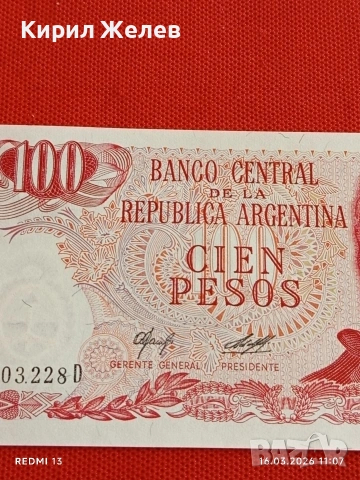 Кирил Желев
100
BANCO CENTRAL
DE LA
REPUBLICA ARGENTINA
CIEN
PESOS
03.228D
GERENTE GENERAL PRESIDENTE
REDMI 13
16.03.2026 11:07